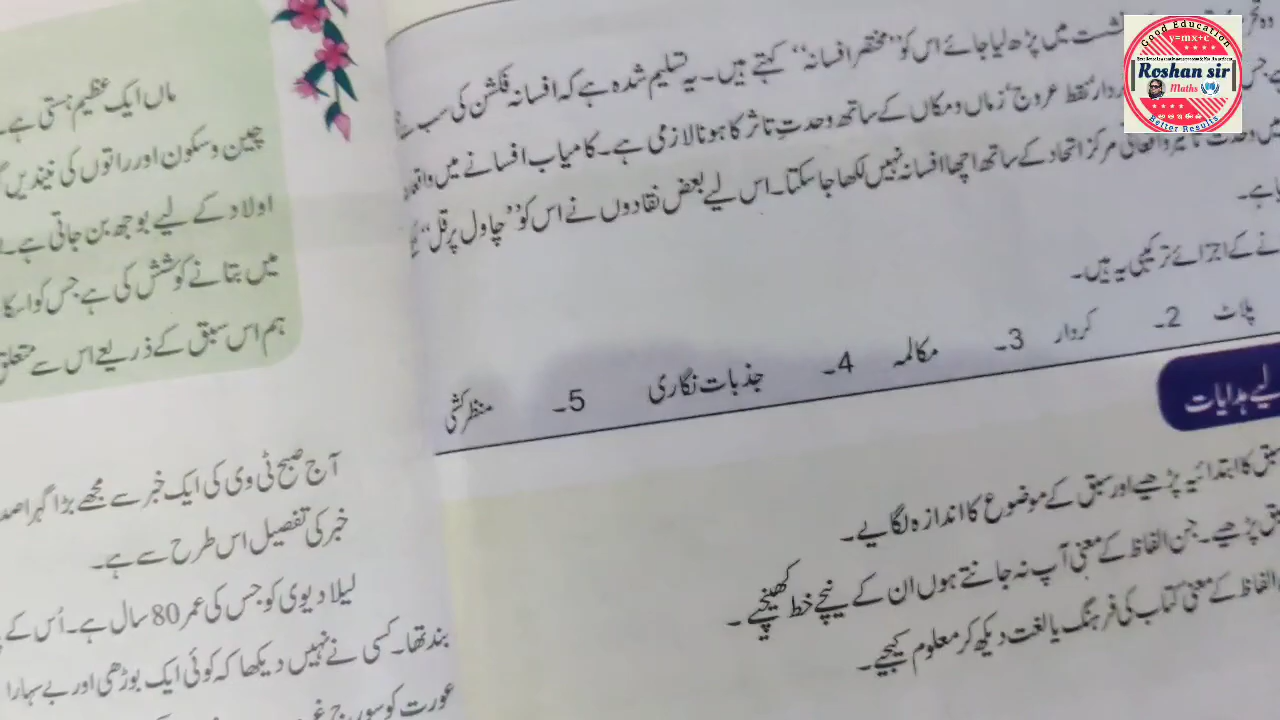 نشست میں پڑھ لیا جائے اس کو "مختصر افسانہ" کہتے ہیں۔ یہ تسلیم شدہ ہے کہ افسانہ فکشن کی سب سے
نقطہ عروج، زماں و مکاں کے ساتھ وحدتِ تاثر کا ہونا لازمی ہے۔ کامیاب افسانے میں
مرکز اتحاد کے ساتھ اچھا افسانہ نہیں لکھا جا سکتا۔ اس لیے بعض نقادوں نے اس کو "چاول پر قل"
ہے۔
کے اجزائے ترکیبی یہ ہیں۔
پلاٹ 2۔ کردار 3۔ مکالمہ 4۔ جذبات نگاری 5۔ منظر کشی
لیے ہدایات
سبق کا ابتدائیہ پڑھیے اور سبق کے موضوع کا اندازہ لگایے۔
پڑھیے۔ جن الفاظ کے معنی آپ نہ جانتے ہوں ان کے نیچے خط کھینچیے۔
الفاظ کے معنی کتاب کی فرہنگ یا لغت دیکھ کر معلوم کیجیے۔
ماں ایک عظیم ہستی ہے۔
چین و سکون اور راتوں کی نیندیں
اولاد کے لیے بوجھ بن جاتی ہے۔
میں بتانے کوشش کی ہے جس کو
ہم اس سبق کے ذریعے اس سے متعلق
آج صبح ٹی وی کی ایک خبر سے مجھے بڑا گہرا
خبر کی تفصیل اس طرح سے ہے۔
لیلا دیوی کو جس کی عمر 80 سال ہے۔ اُس کے
بند تھا۔ کسی نے نہیں دیکھا کہ کوئی ایک بوڑھی اور بے سہارا
عورت کو سورج
Good Education
y=mx+c
Roshan sir
Maths
Better Results